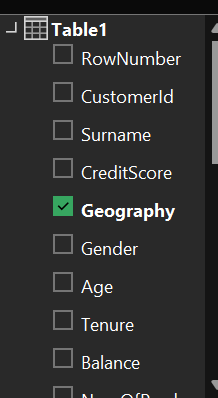 Table1
RowNumber
CustomerId
Surname
CreditScore
Geography
Gender
Age
Tenure
Balance